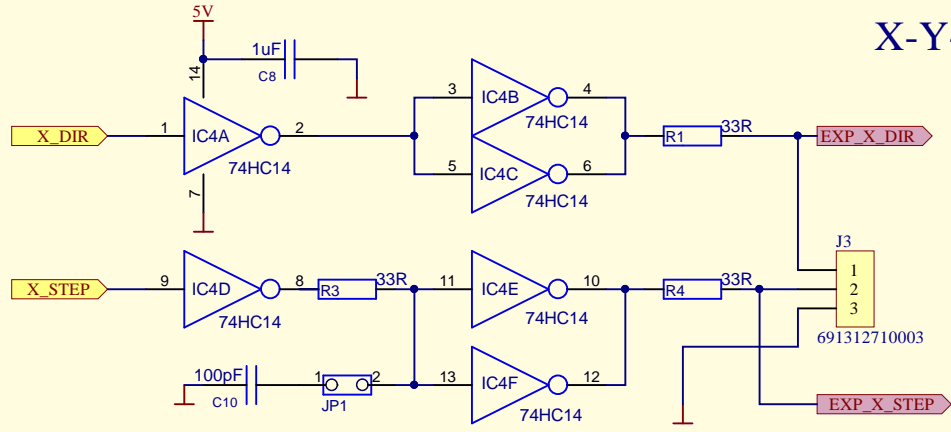 5V
X-Y-
1uF
C8
14
3
IC4B
4
74HC14
X_DIR
1
IC4A
2
74HC14
R1
33R
EXP_X_DIR
5
IC4C
6
74HC14
7
J3
1
2
3
691312710003
X_STEP
9
IC4D
8
74HC14
R3
33R
11
IC4E
10
74HC14
R4
33R
100pF
C10
1
2
JP1
13
IC4F
12
74HC14
EXP_X_STEP